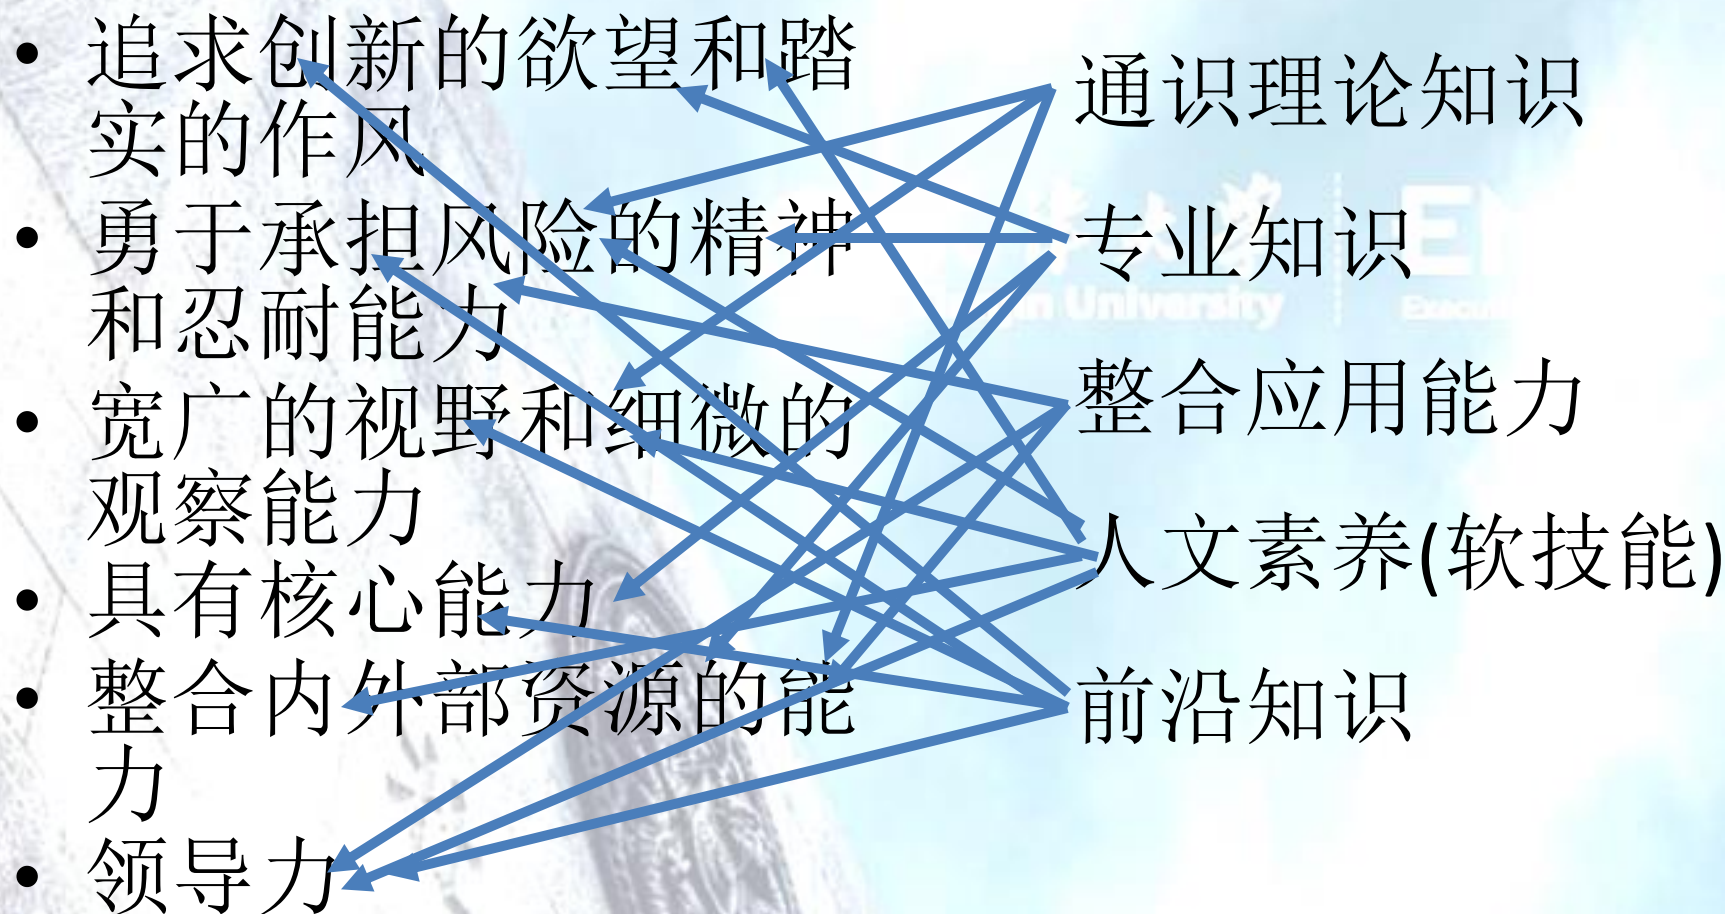 • 追求创新的欲望和踏
实的作风
• 勇于承担风险的精神
和忍耐能力
• 宽广的视野和细微的
观察能力
• 具有核心能力
• 整合内外部资源的能
力
• 领导力
通识理论知识
专业知识
整合应用能力
人文素养(软技能)
前沿知识
University